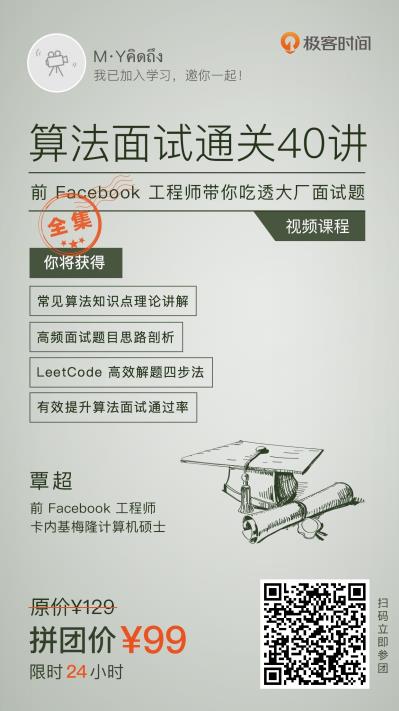 M·Yคิดถึง
我已加入学习，邀你一起！
极客时间
算法面试通关40讲
前 Facebook 工程师带你吃透大厂面试题
全集
视频课程
你将获得
常见算法知识点理论讲解
高频面试题目思路剖析
LeetCode 高效解题四步法
有效提升算法面试通过率
覃超
前 Facebook 工程师
卡内基梅隆计算机硕士
原价¥129
拼团价¥99
限时24小时
扫码立即参团